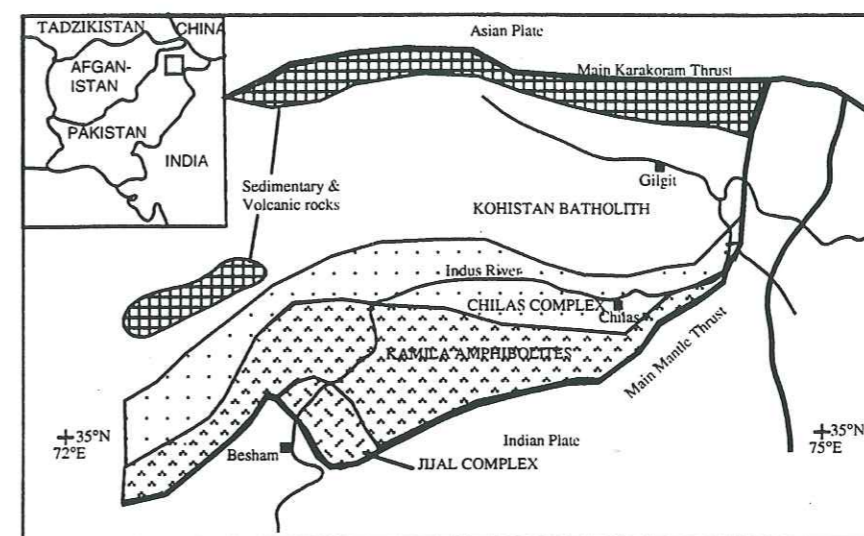 TADZIKISTAN
CHINA
AFGAN-
ISTAN
PAKISTAN
INDIA
Asian Plate
Main Karakoram Thrust
Sedimentary &
Volcanic rocks
Gilgit
KOHISTAN BATHOLITH
Indus River
CHILAS COMPLEX
Chilas
KAMILA AMPHIBOLITES
Main Mantle Thrust
35°N
72°E
Besham
Indian Plate
JIJAL COMPLEX
35°N
75°E